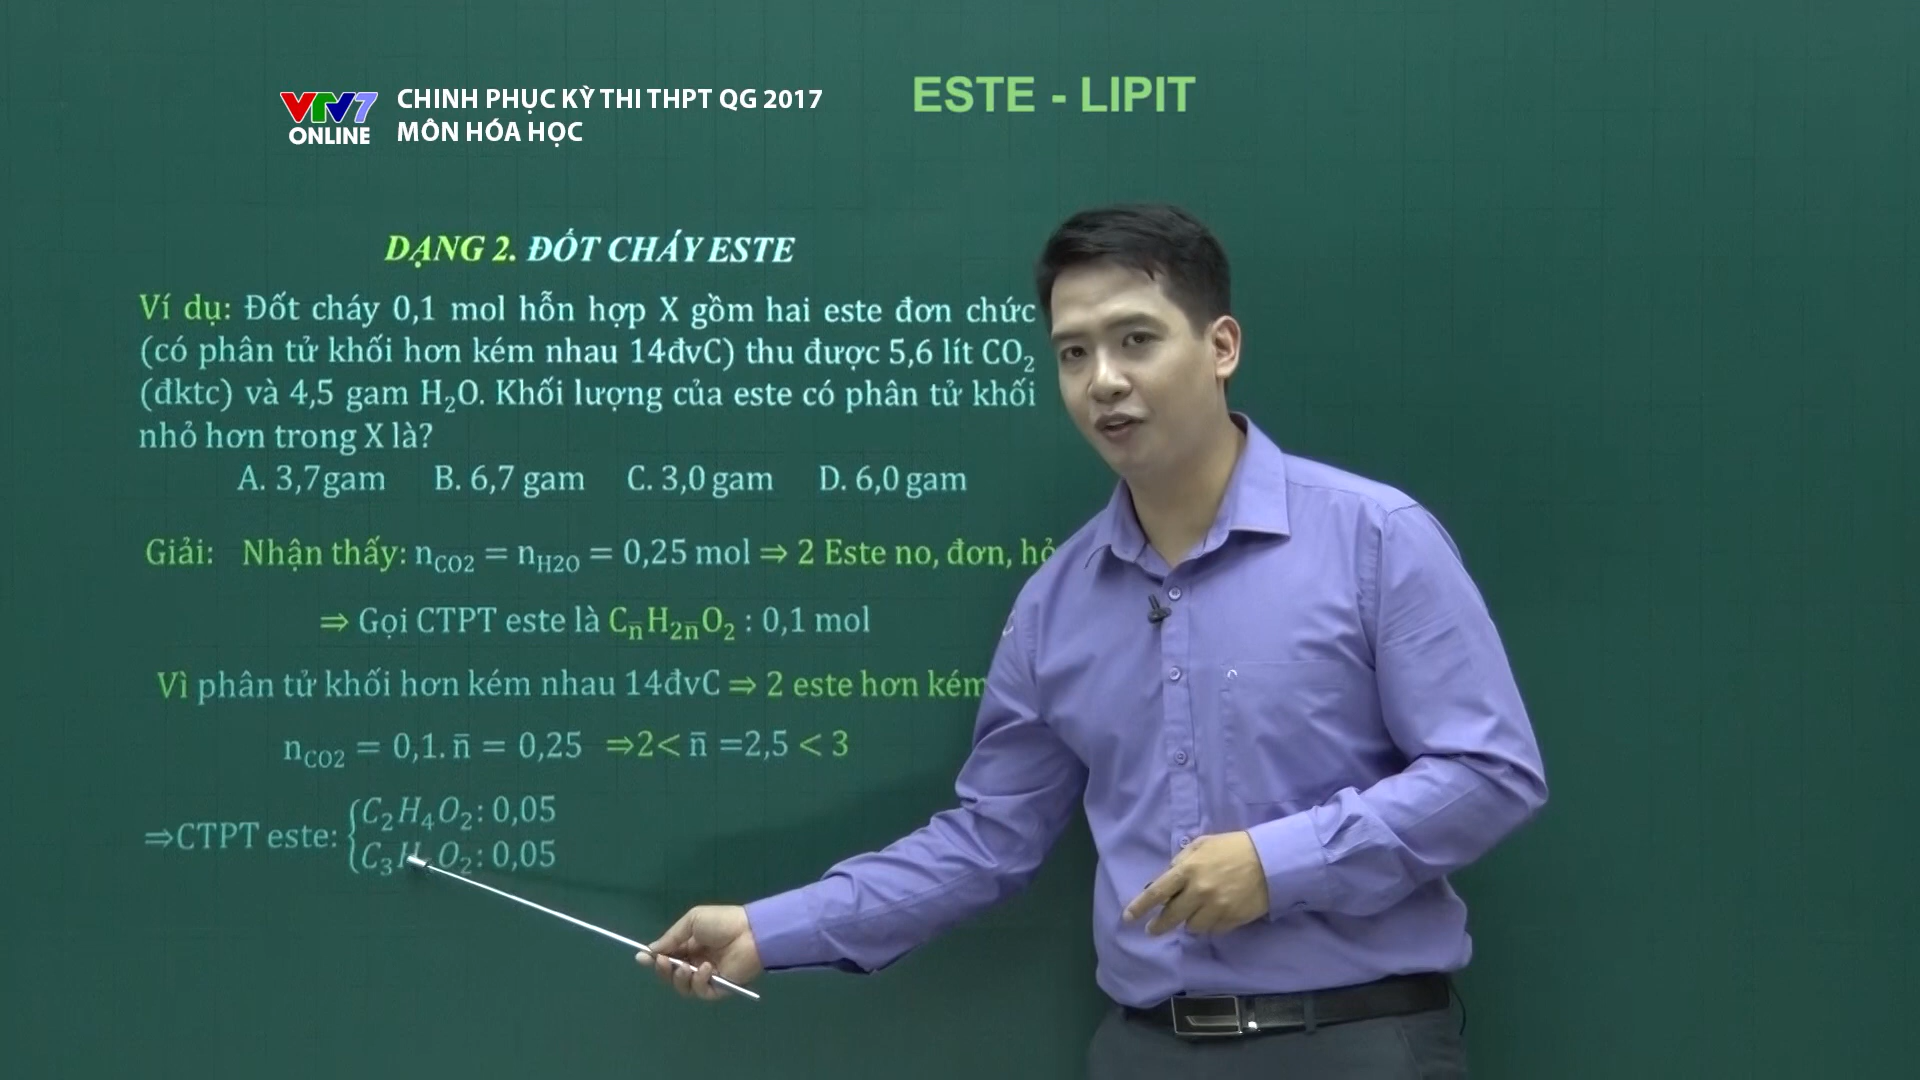 VTV7
ONLINE
CHINH PHỤC KỲ THI THPT QG 2017
MÔN HÓA HỌC
ESTE - LIPIT
DẠNG 2. ĐỐT CHÁY ESTE
Ví dụ: Đốt cháy 0,1 mol hỗn hợp X gồm hai este đơn chức
(có phân tử khối hơn kém nhau 14đvC) thu được 5,6 lít CO₂
(đktc) và 4,5 gam H₂O. Khối lượng của este có phân tử khối
nhỏ hơn trong X là?
A. 3,7gam B. 6,7 gam C. 3,0 gam D. 6,0 gam
Giải: Nhận thấy: n_CO2 = n_H2O = 0,25 mol ⇒ 2 Este no, đơn,
⇒ Gọi CTPT este là C_n̅H_2n̅O₂ : 0,1 mol
Vì phân tử khối hơn kém nhau 14đvC ⇒ 2 este hơn kém
n_CO2 = 0,1. n̅ = 0,25 ⇒2< n̅ =2,5 < 3
⇒CTPT este: { C₂H₄O₂: 0,05
C₃H O₂: 0,05